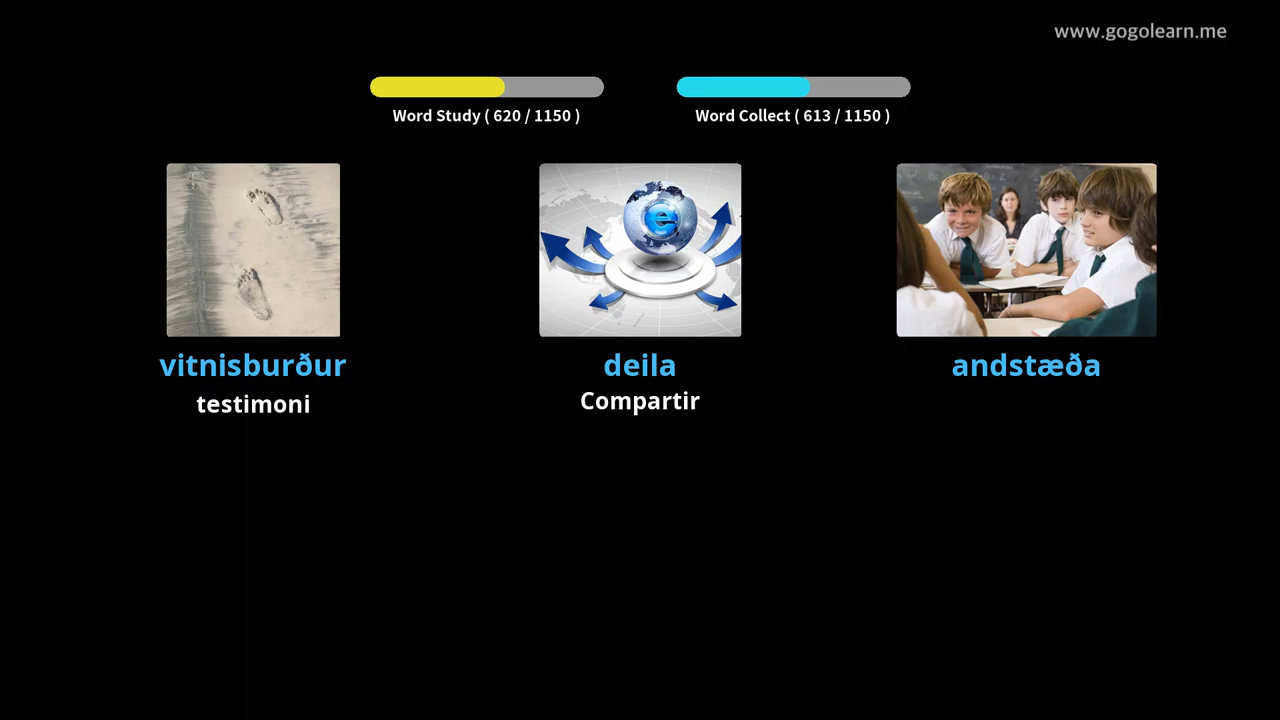 www.gogolearn.me
Word Study ( 620 / 1150 )
Word Collect ( 613 / 1150 )
e
vitnisburður
deila
andstæða
testimoni
Compartir